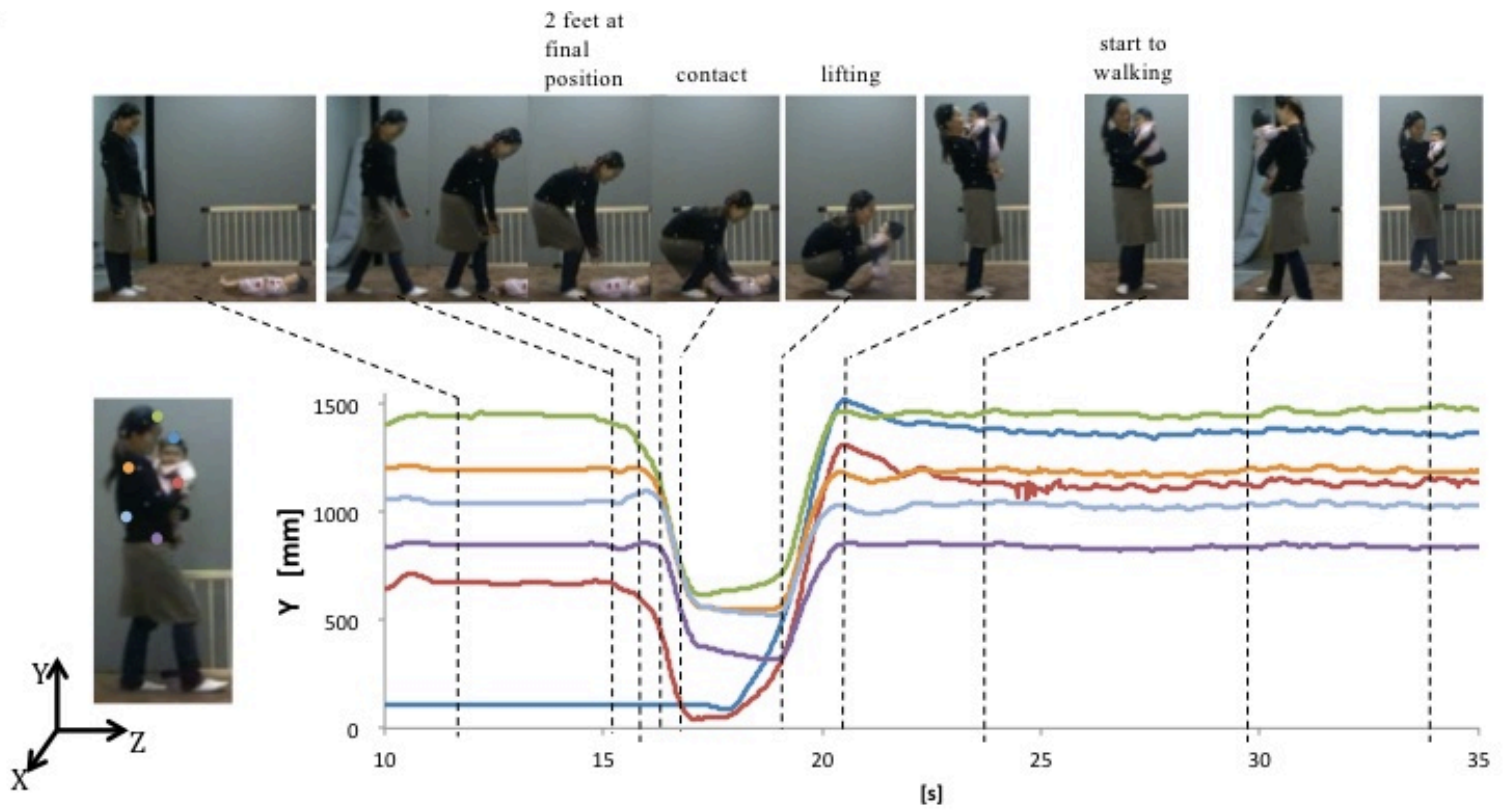 2 feet at
final
position
contact
lifting
start to
walking
1500
1000
500
0
Y [mm]
10
15
20
25
30
35
[s]
Y
Z
X